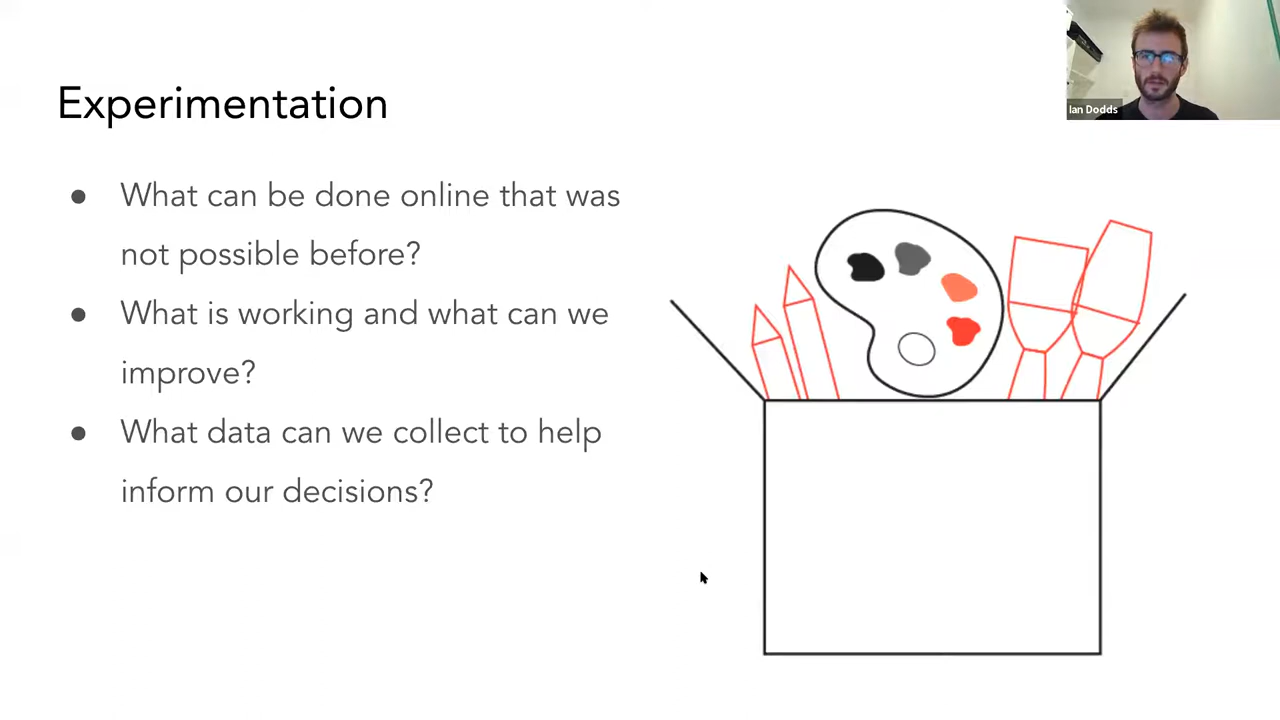 Experimentation
● What can be done online that was
not possible before?
● What is working and what can we
improve?
● What data can we collect to help
inform our decisions?
Ian Dodds